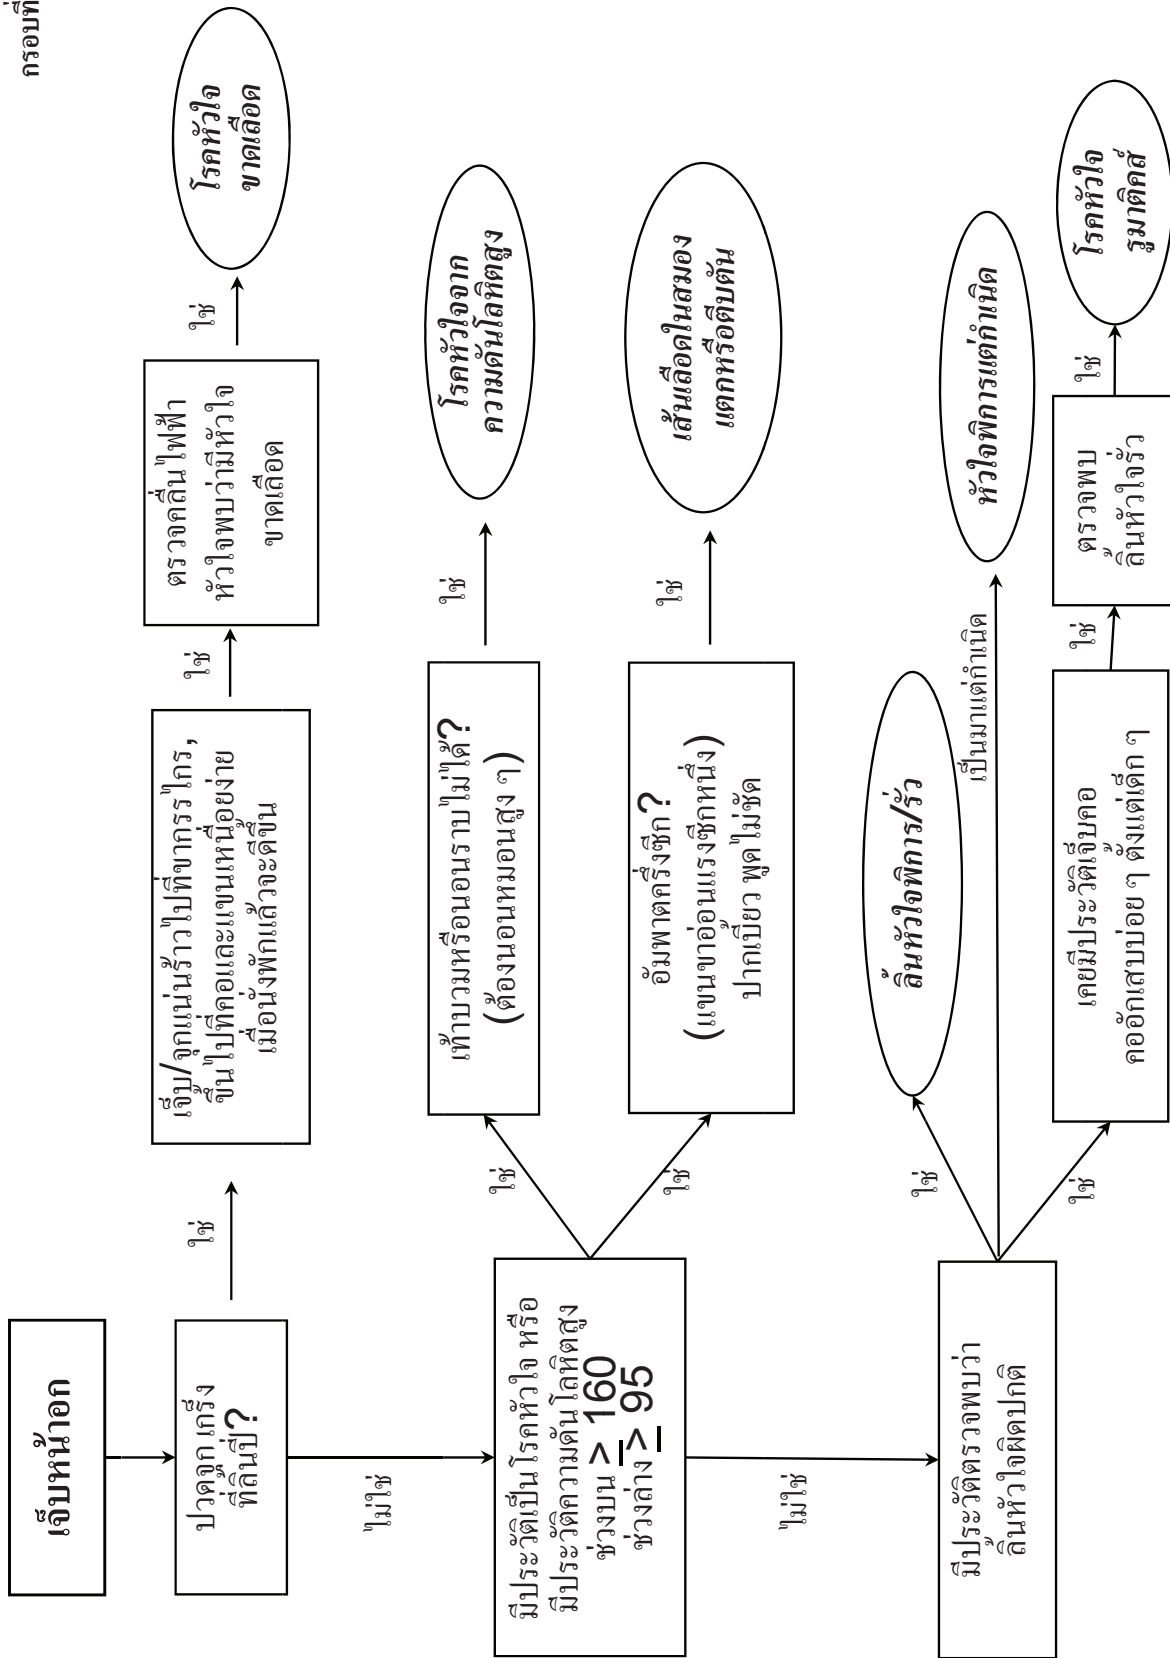 กรอบที่
เจ็บหน้าอก
ปวดจุก เกร็ง
ที่ลิ้นปี่?
ใช่
เจ็บ/จุกแน่นร้าวไปที่ขากรรไกร,
ขึ้นไปที่คอและแขนเหนื่อยง่าย
เมื่อนั่งพักแล้วจะดีขึ้น
ใช่
ตรวจคลื่นไฟฟ้า
หัวใจพบว่ามีหัวใจ
ขาดเลือด
ใช่
โรคหัวใจ
ขาดเลือด
ไม่ใช่
มีประวัติเป็นโรคหัวใจ หรือ
มีประวัติความดันโลหิตสูง
ช่วงบน > 160
ช่วงล่าง > 95
ใช่
เท้าบวมหรือนอนราบไม่ได้?
(ต้องนอนหมอนสูง ๆ)
ใช่
โรคหัวใจจาก
ความดันโลหิตสูง
ใช่
อัมพาตครึ่งซีก?
(แขนขาอ่อนแรงซีกหนึ่ง)
ปากเบี้ยว พูดไม่ชัด
ใช่
เส้นเลือดในสมอง
แตกหรือตีบตัน
ไม่ใช่
มีประวัติตรวจพบว่า
ลิ้นหัวใจผิดปกติ
ใช่
ลิ้นหัวใจพิการ/รั่ว
เป็นมาแต่กำเนิด
หัวใจพิการแต่กำเนิด
ใช่
เคยมีประวัติเจ็บคอ
คออักเสบบ่อย ๆ ตั้งแต่เด็ก ๆ
ใช่
ตรวจพบ
ลิ้นหัวใจรั่ว
ใช่
โรคหัวใจ
รูมาติคส์